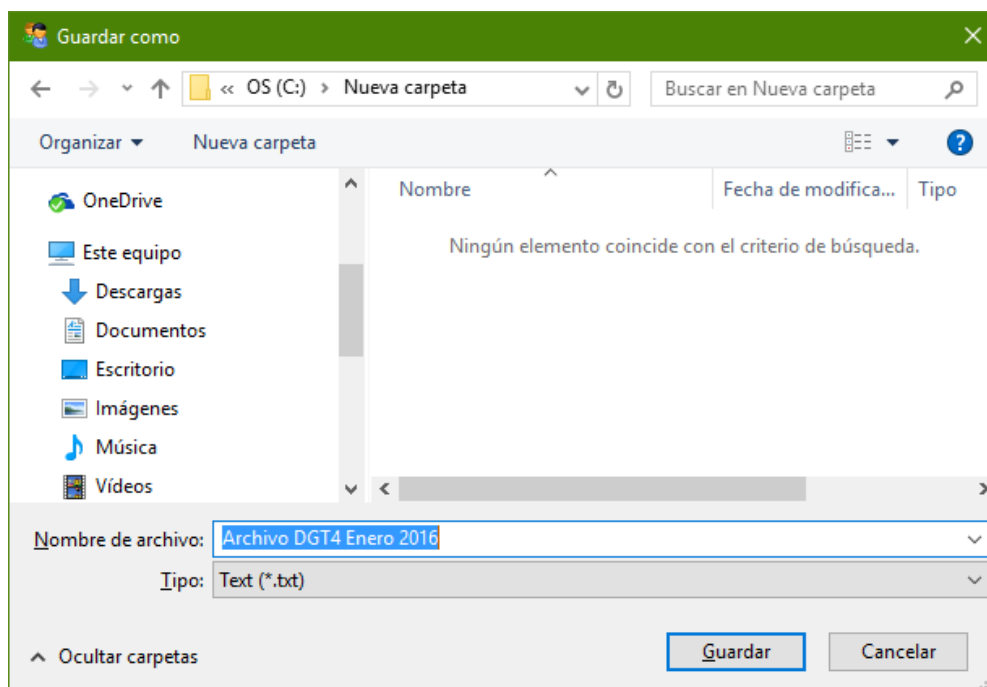 Guardar como
« OS (C:) › Nueva carpeta
Buscar en Nueva carpeta
Organizar
Nueva carpeta
Nombre
Fecha de modifica...
Tipo
OneDrive
Ningún elemento coincide con el criterio de búsqueda.
Este equipo
Descargas
Documentos
Escritorio
Imágenes
Música
Vídeos
Nombre de archivo: Archivo DGT4 Enero 2016
Tipo: Text (*.txt)
Ocultar carpetas
Guardar
Cancelar